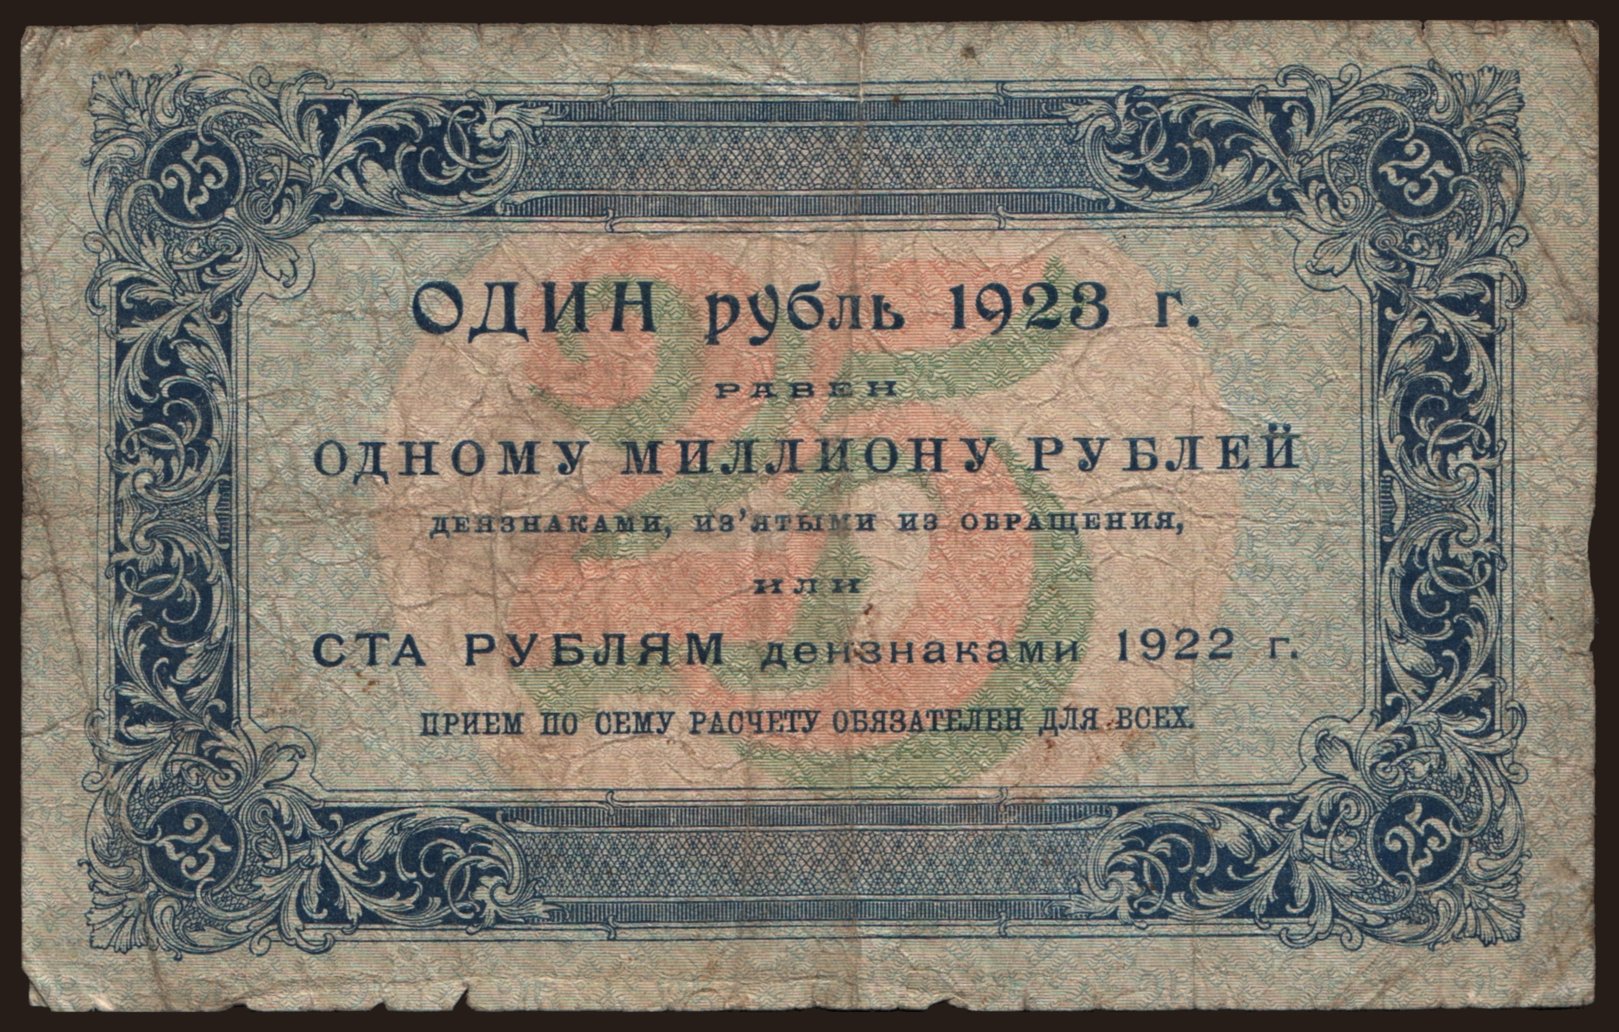 25 25
ОДИН рубль 1923 г.
РАВЕН
ОДНОМУ МИЛЛИОНУ РУБЛЕЙ
ДЕНЗНАКАМИ, ИЗ’ЯТЫМИ ИЗ ОБРАЩЕНИЯ,
ИЛИ
СТА РУБЛЯМ дензнаками 1922 г.
ПРИЕМ ПО СЕМУ РАСЧЕТУ ОБЯЗАТЕЛЕН ДЛЯ ВСЕХ.
25
25 25